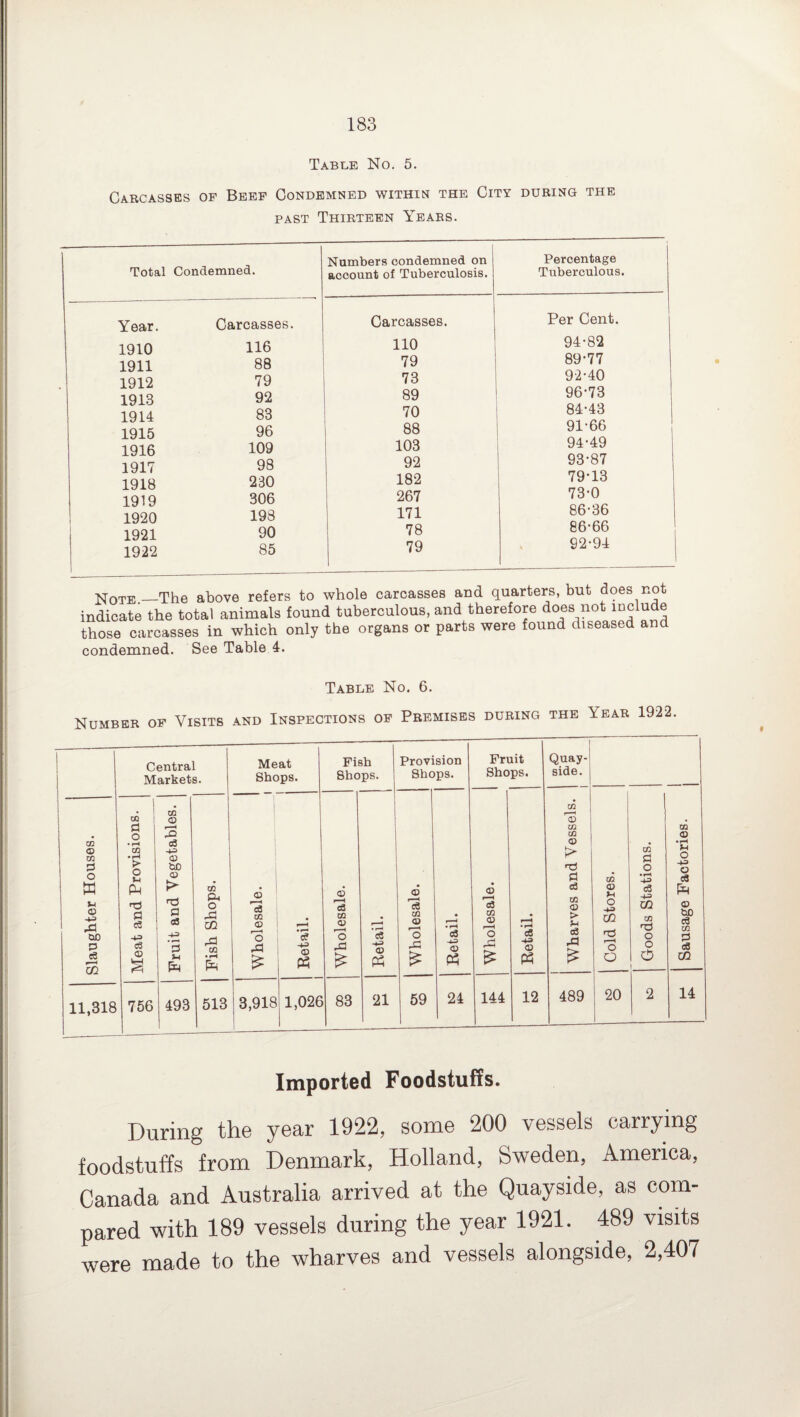 183
Table No. 5.
Carcasses of Beef Condemned within the City during the
past Thirteen Years.
Total Condemned. Numbers condemned on account of Tuberculosis. Percentage Tuberculous.
Year. Carcasses. Carcasses. Per Cent.
1910 116 110 94·82
1911 88 79 89·77
1912 79 73 92·40
1913 92 89 96·73
1914 83 70 84·43
1915 96 88 91·66
1916 109 103 94·49
1917 98 92 93·87
1918 230 182 79·13
1919 306 267 73·0
1920 198 171 86·36
1921 90 78 86·66
1922 85 79 92·94
Note.—The above refers to whole carcasses and quarters, but does not
indicate the total animals found tuberculous, and therefore does not include
those carcasses in which only the organs or parts were found diseased and
condemned. See Table 4.
Table No. 6.
Number of Visits and Inspections of Premises during the Year 1922.
Central Markets. Meat Shops. Fish Shops. Provision Shops. Fruit Shops. Quay-side.
Slaughter Houses. Meat and Provisions. Fruit and Vegetables. Fish Shops. Wholesale. Retail. Wholesale. Retail. Wholesale. Retail. Wholesale. Retail. Wharves and Vessels. Cold Stores. Goods Stations. Sausage Factories.
11,318 756 493 513 3,918 1,026 83 21 59 24 144 12 489 20 2 14
Imported Foodstuffs.
During the year 1922, some 200 vessels carrying
foodstuffs from Denmark, Holland, Sweden, America,
Canada and Australia arrived at the Quayside, as com-
pared with 189 vessels during the year 1921. 489 visits
were made to the wharves and vessels alongside, 2,407